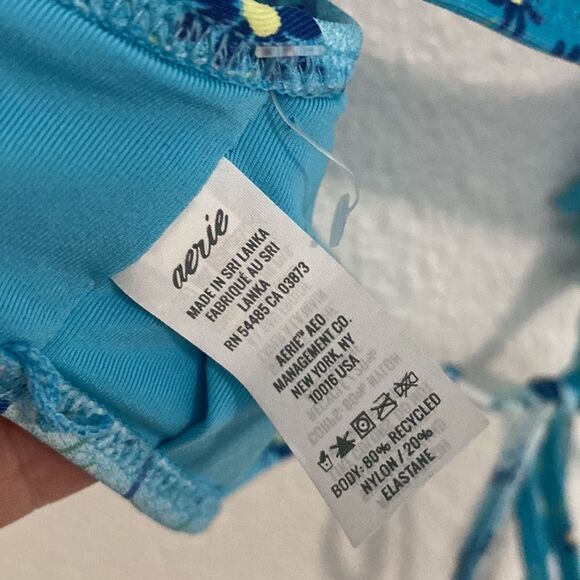 aerie
MADE IN SRI LANKA
FABRIQUÉ AU SRI
LANKA
RN 54485 CA 03873
AERIE™ AEO
MANAGEMENT CO.
NEW YORK, NY
10016 USA
BODY: 80% RECYCLED
NYLON / 20%
ELASTANE